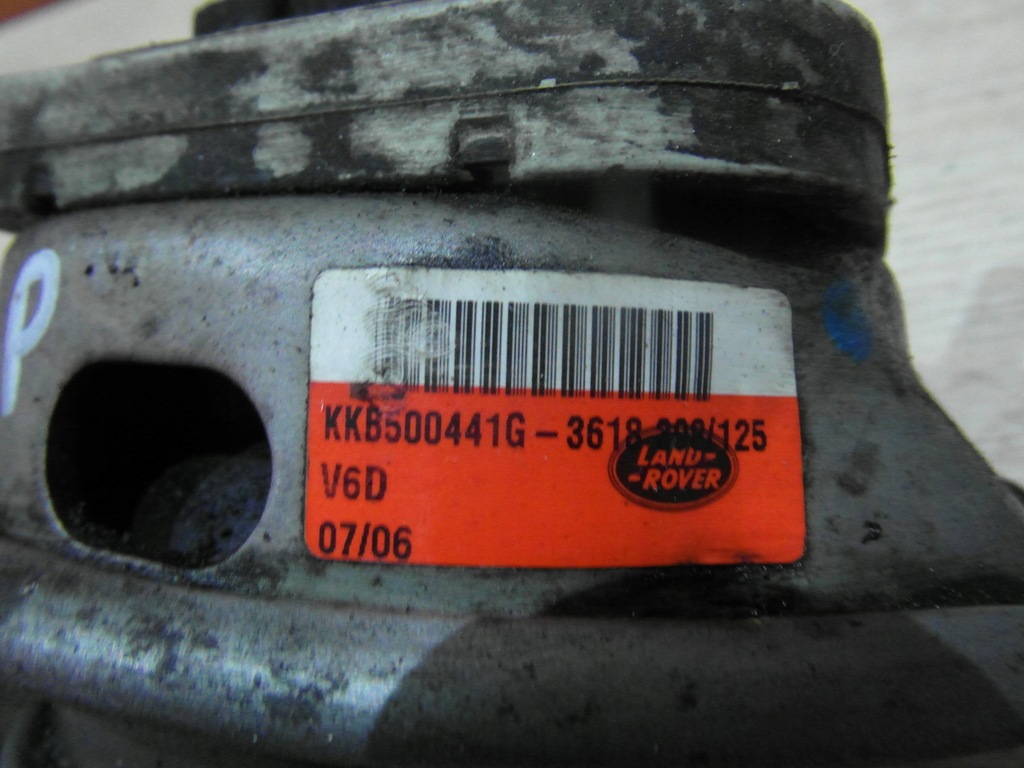 P
KKB500441G - 3618 /125
LAND-
-ROVER
V6D
07/06